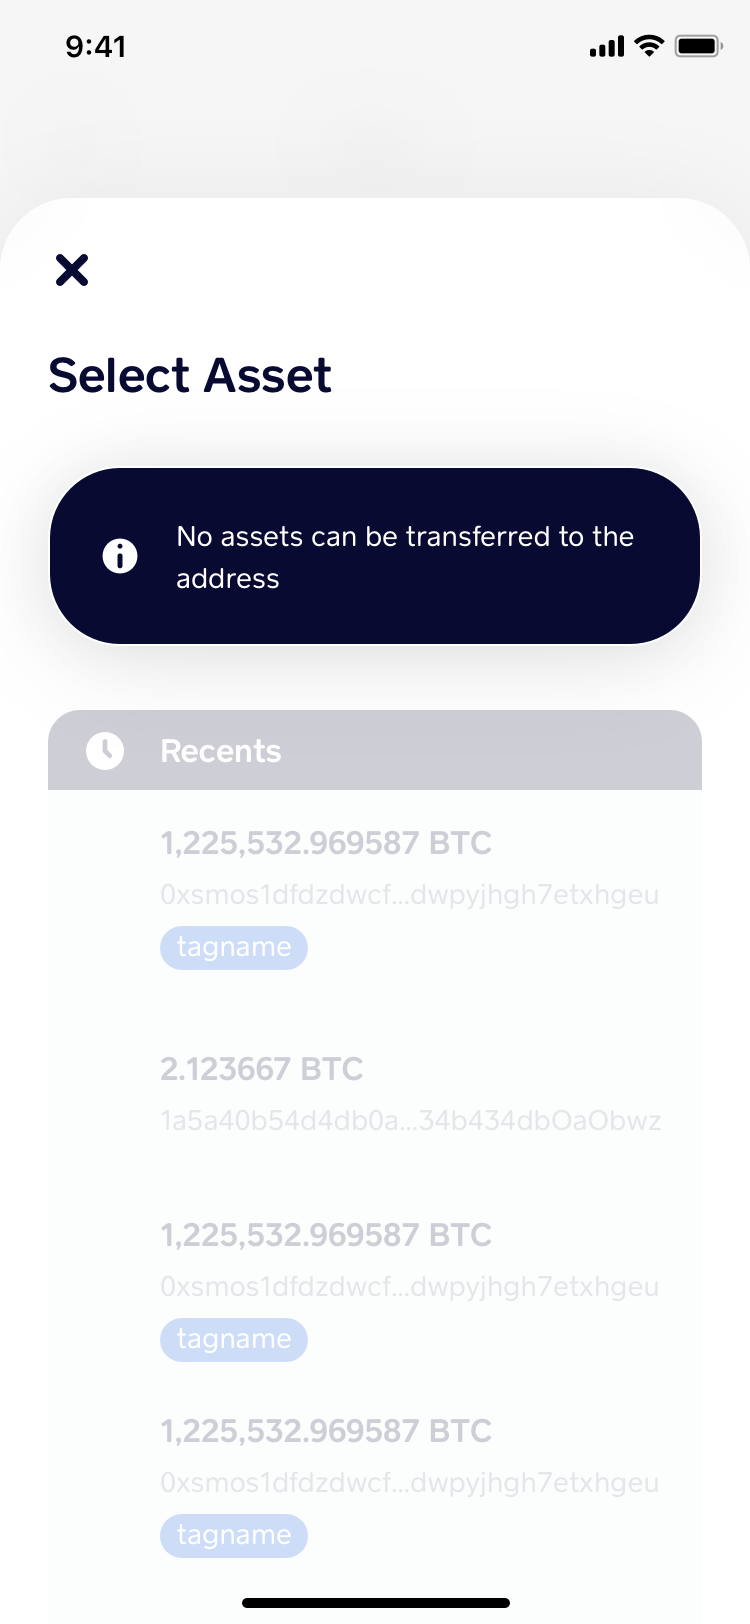 9:41
Select Asset
No assets can be transferred to the
address
Recents
1,225,532.969587 BTC
0xsmos1dfdzdwcf...dwpyjhgh7etxhgeu
tagname
2.123667 BTC
1a5a40b54d4db0a...34b434dbOaObwz
1,225,532.969587 BTC
0xsmos1dfdzdwcf...dwpyjhgh7etxhgeu
tagname
1,225,532.969587 BTC
0xsmos1dfdzdwcf...dwpyjhgh7etxhgeu
tagname